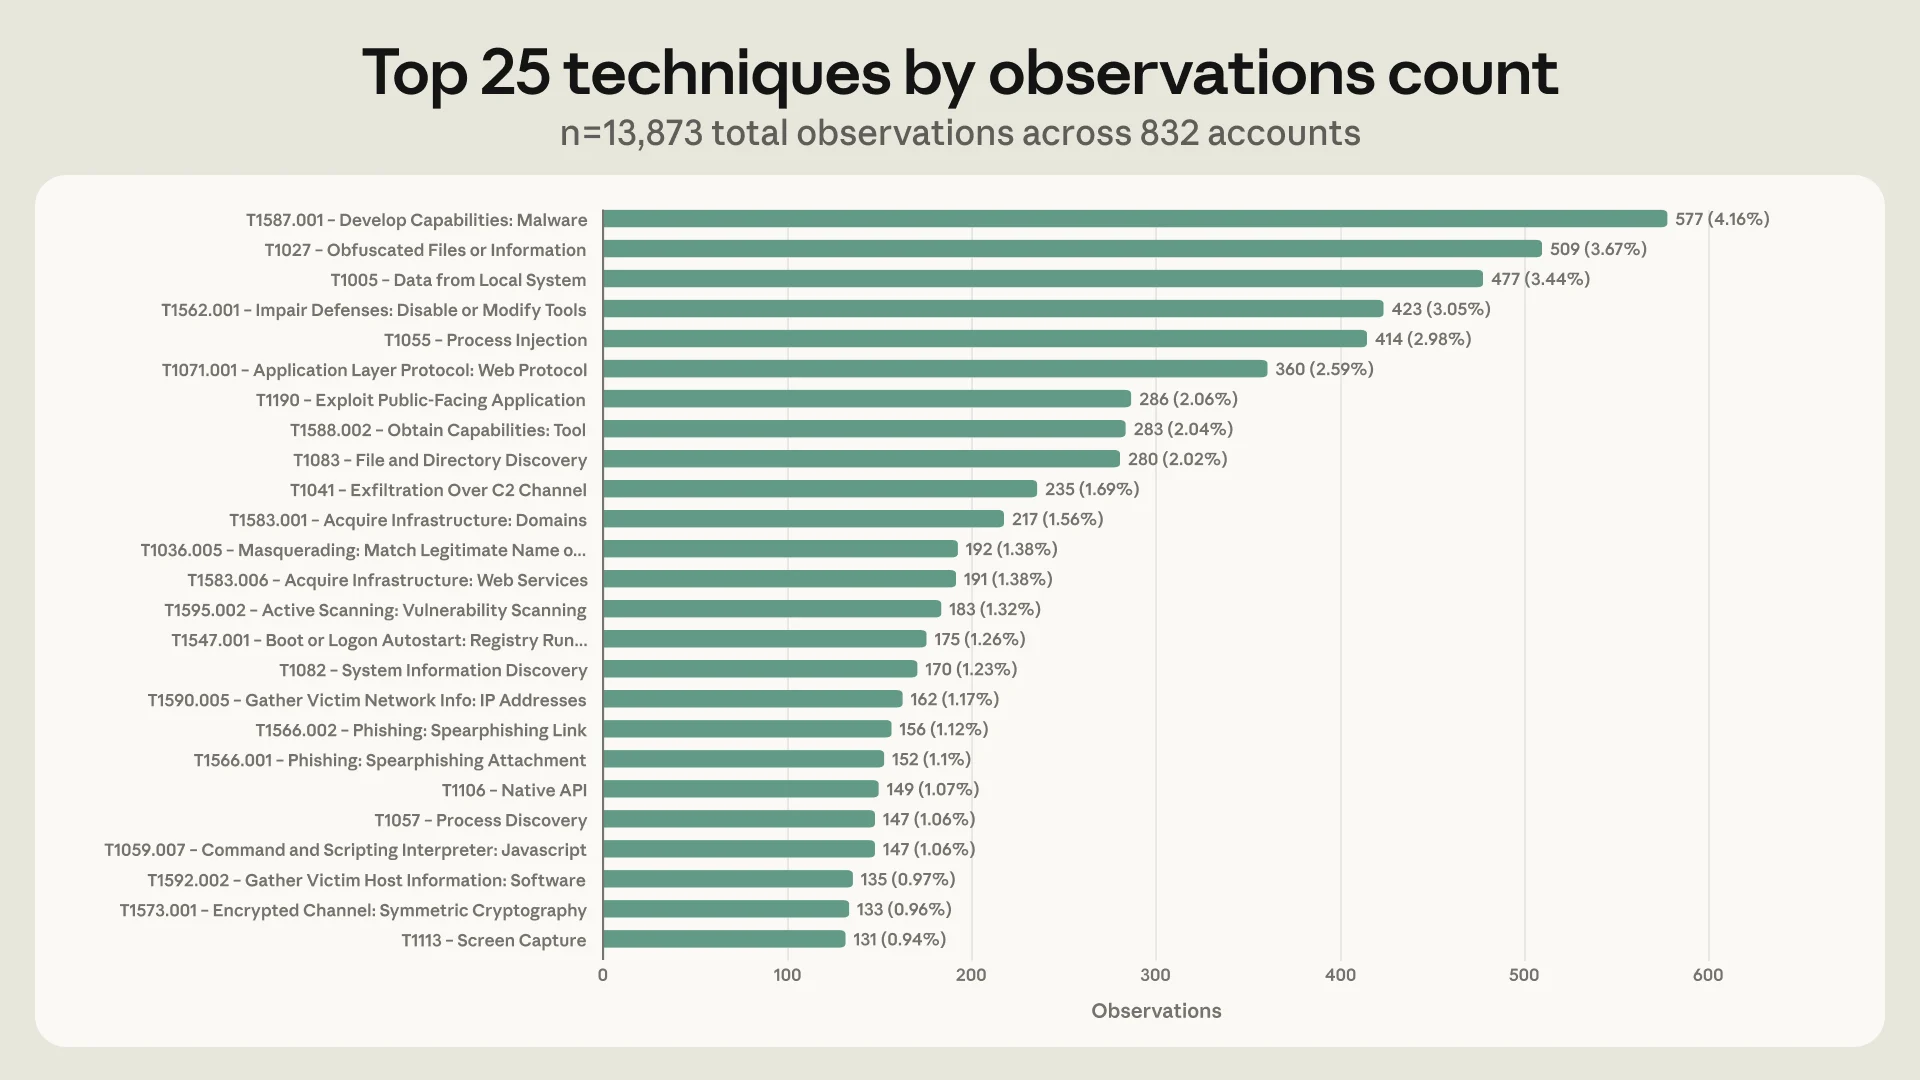 Top 25 techniques by observations count
n=13,873 total observations across 832 accounts
T1587.001 – Develop Capabilities: Malware 577 (4.16%)
T1027 – Obfuscated Files or Information 509 (3.67%)
T1005 – Data from Local System 477 (3.44%)
T1562.001 – Impair Defenses: Disable or Modify Tools 423 (3.05%)
T1055 – Process Injection 414 (2.98%)
T1071.001 – Application Layer Protocol: Web Protocol 360 (2.59%)
T1190 – Exploit Public-Facing Application 286 (2.06%)
T1588.002 – Obtain Capabilities: Tool 283 (2.04%)
T1083 – File and Directory Discovery 280 (2.02%)
T1041 – Exfiltration Over C2 Channel 235 (1.69%)
T1583.001 – Acquire Infrastructure: Domains 217 (1.56%)
T1036.005 – Masquerading: Match Legitimate Name o... 192 (1.38%)
T1583.006 – Acquire Infrastructure: Web Services 191 (1.38%)
T1595.002 – Active Scanning: Vulnerability Scanning 183 (1.32%)
T1547.001 – Boot or Logon Autostart: Registry Run... 175 (1.26%)
T1082 – System Information Discovery 170 (1.23%)
T1590.005 – Gather Victim Network Info: IP Addresses 162 (1.17%)
T1566.002 – Phishing: Spearphishing Link 156 (1.12%)
T1566.001 – Phishing: Spearphishing Attachment 152 (1.1%)
T1106 – Native API 149 (1.07%)
T1057 – Process Discovery 147 (1.06%)
T1059.007 – Command and Scripting Interpreter: Javascript 147 (1.06%)
T1592.002 – Gather Victim Host Information: Software 135 (0.97%)
T1573.001 – Encrypted Channel: Symmetric Cryptography 133 (0.96%)
T1113 – Screen Capture 131 (0.94%)
0 100 200 300 400 500 600
Observations